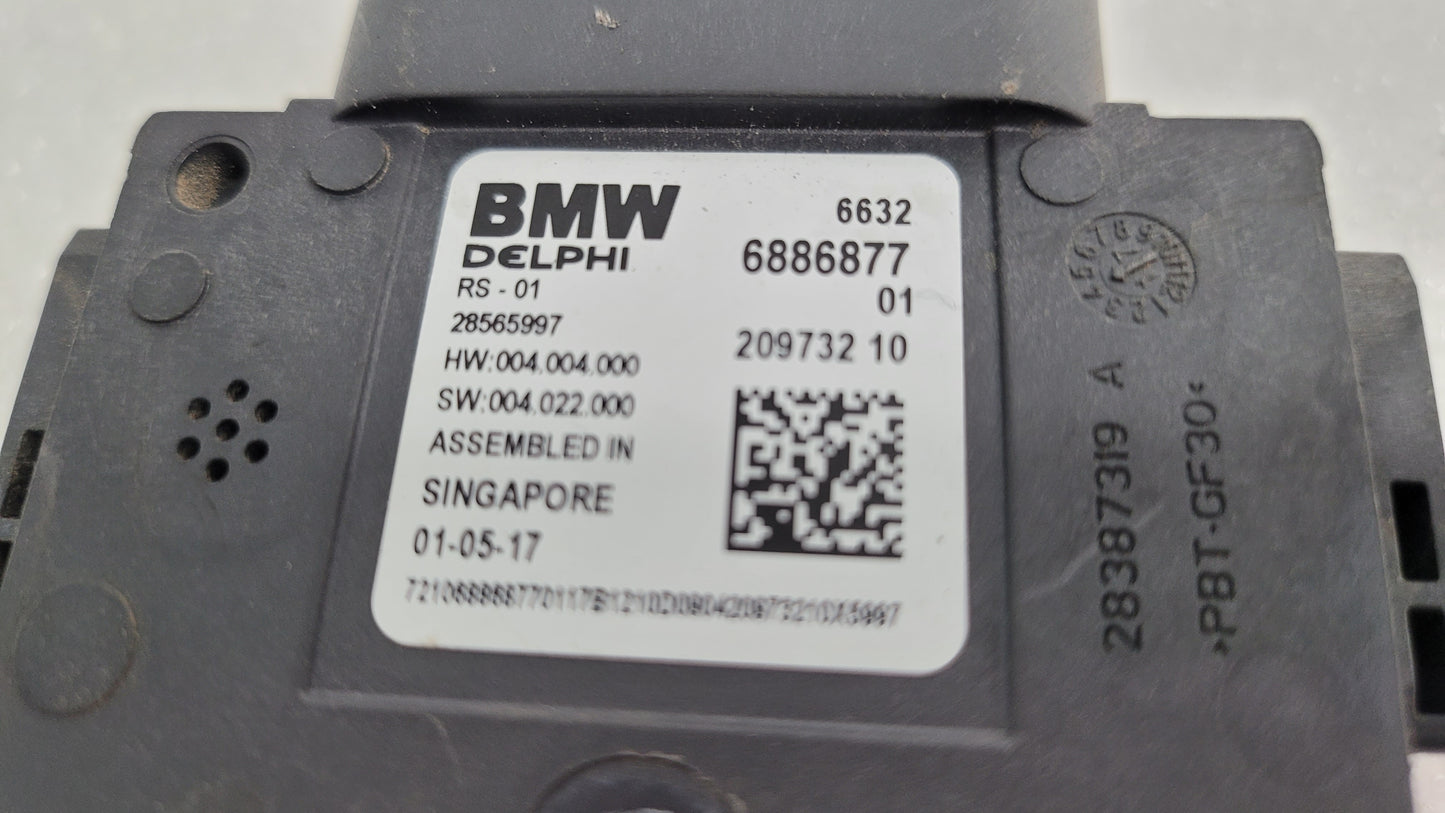 BMW
DELPHI
RS - 01
28565997
HW:004.004.000
SW:004.022.000
ASSEMBLED IN
SINGAPORE
01-05-17
6632
6886877
01
209732 10
28387319 A
>PBT-GF30<